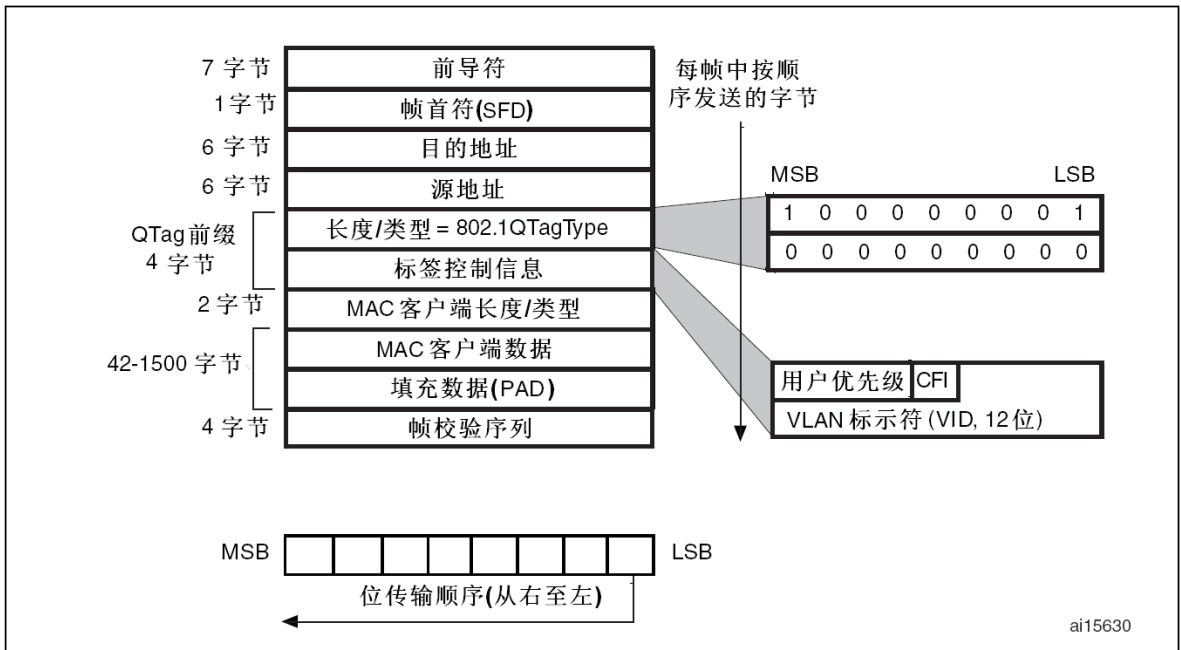 7 字节
前导符
1字节
帧首符(SFD)
6 字节
目的地址
6 字节
源地址
QTag前缀
4 字节
长度/类型 = 802.1QTagType
标签控制信息
2 字节
MAC 客户端长度/类型
42-1500 字节
MAC 客户端数据
填充数据(PAD)
4 字节
帧校验序列
每帧中按顺
序发送的字节
MSB LSB
1 0 0 0 0 0 0 0 1
0 0 0 0 0 0 0 0 0
用户优先级 CFI
VLAN 标示符 (VID, 12位)
MSB LSB
位传输顺序(从右至左)
ai15630